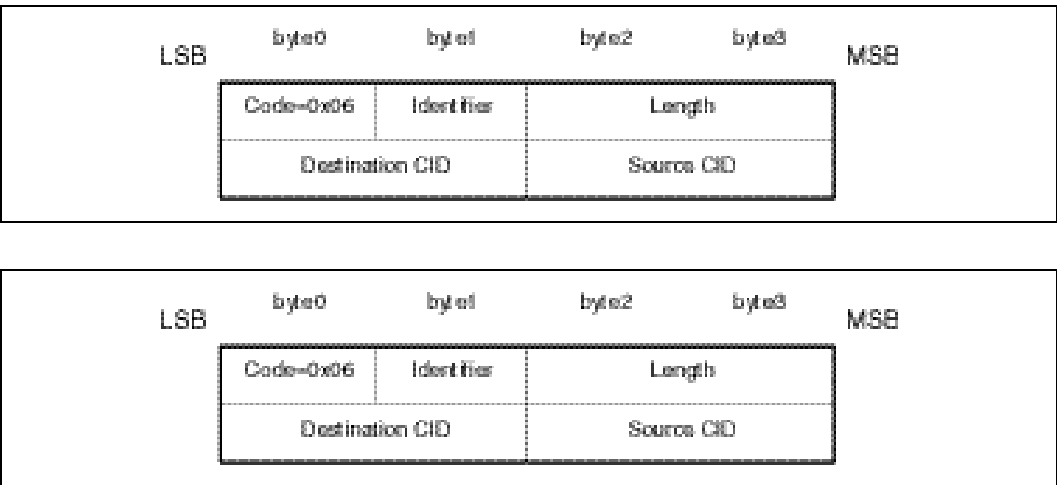 byte0 byte1 byte2 byte3
LSB MSB
Code=0x06 Identifier Length
Destination CID Source CID
byte0 byte1 byte2 byte3
LSB MSB
Code=0x06 Identifier Length
Destination CID Source CID